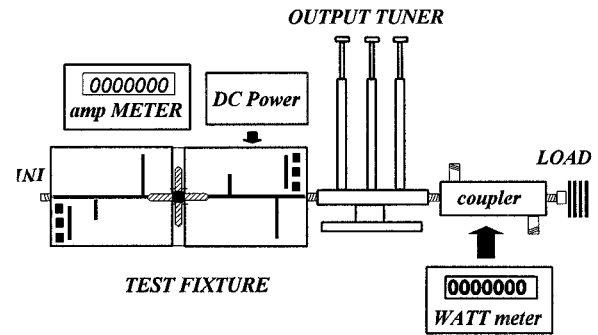 OUTPUT TUNER
0000000
amp METER
DC Power
LOAD
coupler
TEST FIXTURE
0000000
WATT meter